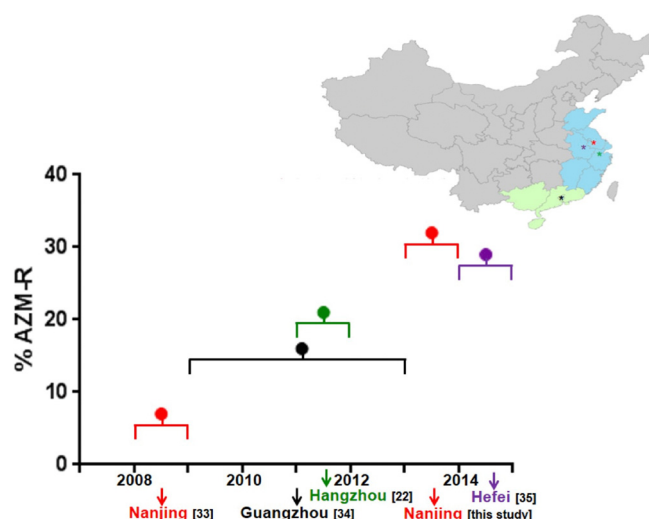 40
30
20
10
0
% AZM-R
2008
2010
2012
2014
Hangzhou [22]
Hefei [35]
Nanjing [33]
Guangzhou [34]
Nanjing [this study]